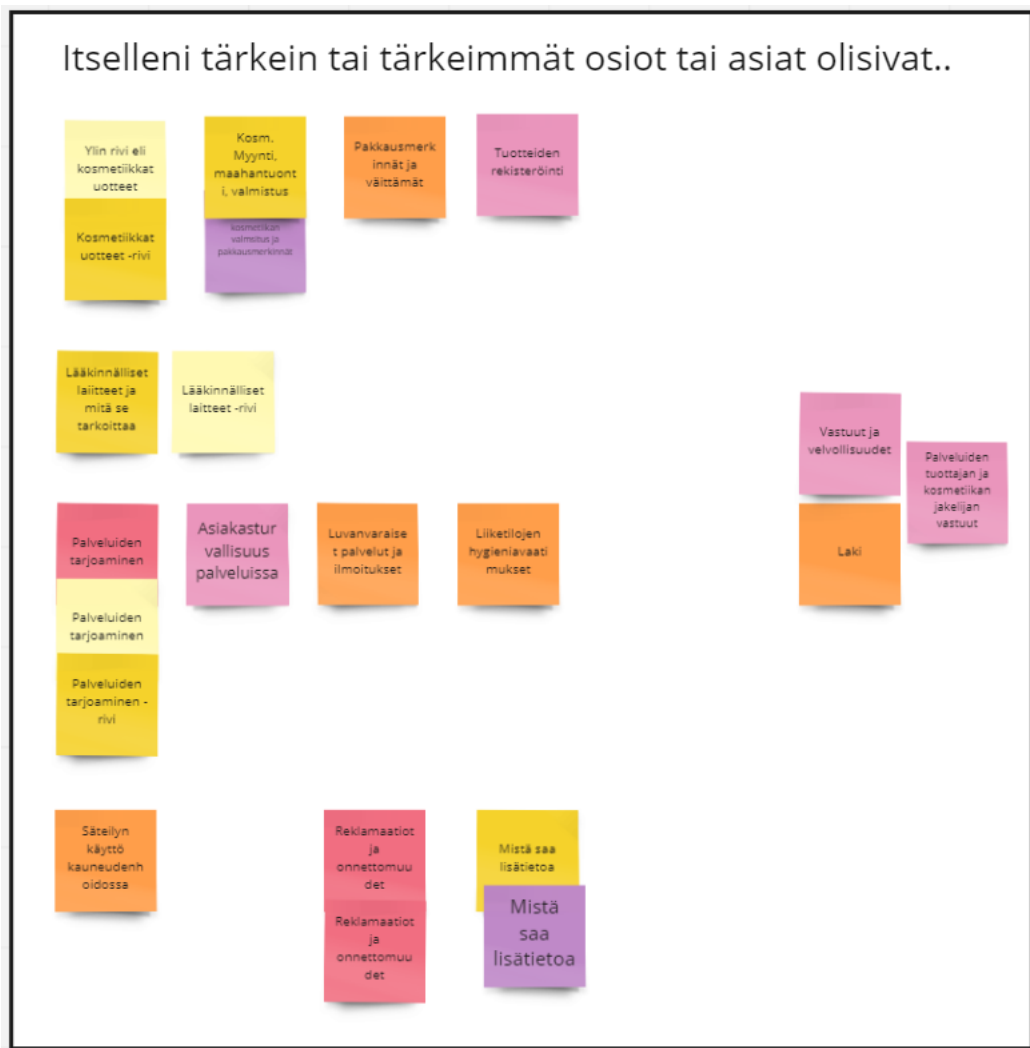 Itselleni tärkein tai tärkeimmät osiot tai asiat olisivat..
Ylin rivi eli
kosmetiikkat
uotteet
Kosmetiikkat
uotteet -rivi
Kosm.
Myynti,
maahantuont
i, valmistus
kosmetiikan
valmsitus ja
pakkausmerkinnät
Pakkausmerk
innät ja
väittämät
Tuotteiden
rekisteröinti
Lääkinnälliset
laiitteet ja
mitä se
tarkoittaa
Lääkinnälliset
laitteet -rivi
Vastuut ja
velvollisuudet
Palveluiden
tuottajan ja
kosmetiikan
jakelijan
vastuut
Laki
Palveluiden
tarjoaminen
Palveluiden
tarjoaminen
Palveluiden
tarjoaminen -
rivi
Asiakastur
vallisuus
palveluissa
Luvanvaraise
t palvelut ja
ilmoitukset
Liiketilojen
hygieniavaati
mukset
Säteilyn
käyttö
kauneudenh
oidossa
Reklamaatiot
ja
onnettomuu
det
Reklamaatiot
ja
onnettomuu
det
Mistä saa
lisätietoa
Mistä
saa
lisätietoa